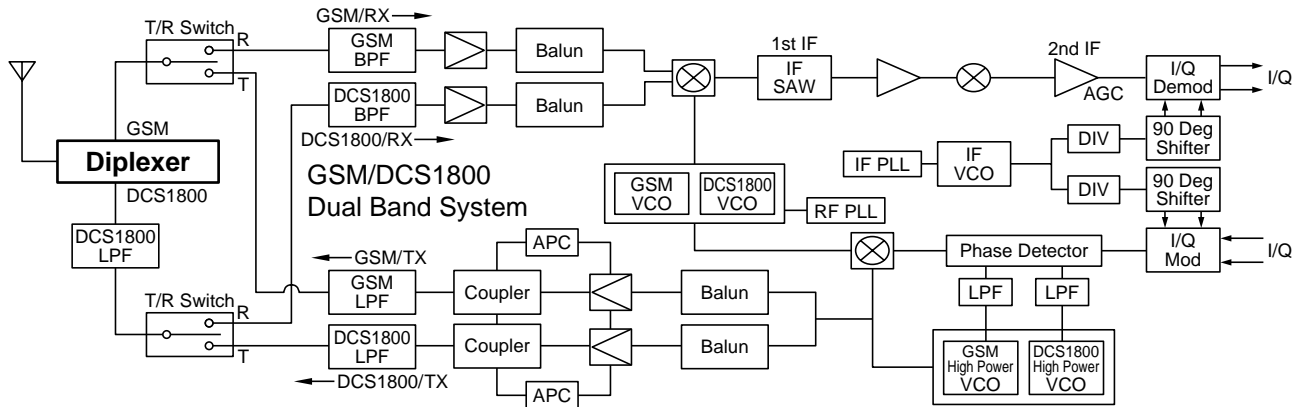 GSM/RX
T/R Switch
R
T
GSM
BPF
Balun
1st IF
IF
SAW
2nd IF
AGC
I/Q
Demod
I/Q
DCS1800
BPF
Balun
DCS1800/RX
GSM
Diplexer
DCS1800
GSM/DCS1800
Dual Band System
GSM
VCO
DCS1800
VCO
RF PLL
IF PLL
IF
VCO
DIV
90 Deg
Shifter
DIV
90 Deg
Shifter
DCS1800
LPF
GSM/TX
APC
Phase Detector
I/Q
Mod
I/Q
T/R Switch
R
T
GSM
LPF
Coupler
Balun
LPF
LPF
DCS1800
LPF
Coupler
Balun
DCS1800/TX
APC
GSM
High Power
VCO
DCS1800
High Power
VCO